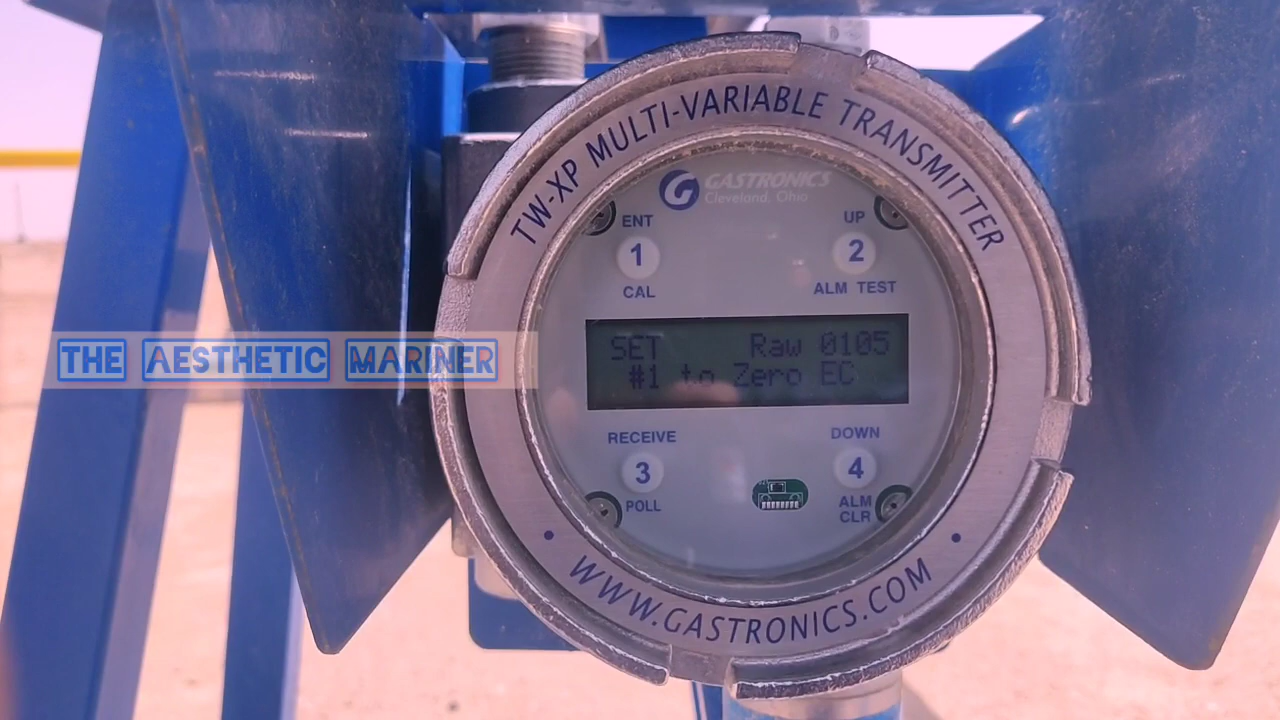 TW-XP MULTI-VARIABLE TRANSMITTER
GASTRONICS
Cleveland, Ohio
ENT
1
CAL
UP
2
ALM TEST
SET Raw 0105
#1 to Zero EC
THE AESTHETIC MARINER
RECEIVE
3
POLL
DOWN
4
ALM
CLR
• WWW.GASTRONICS.COM •